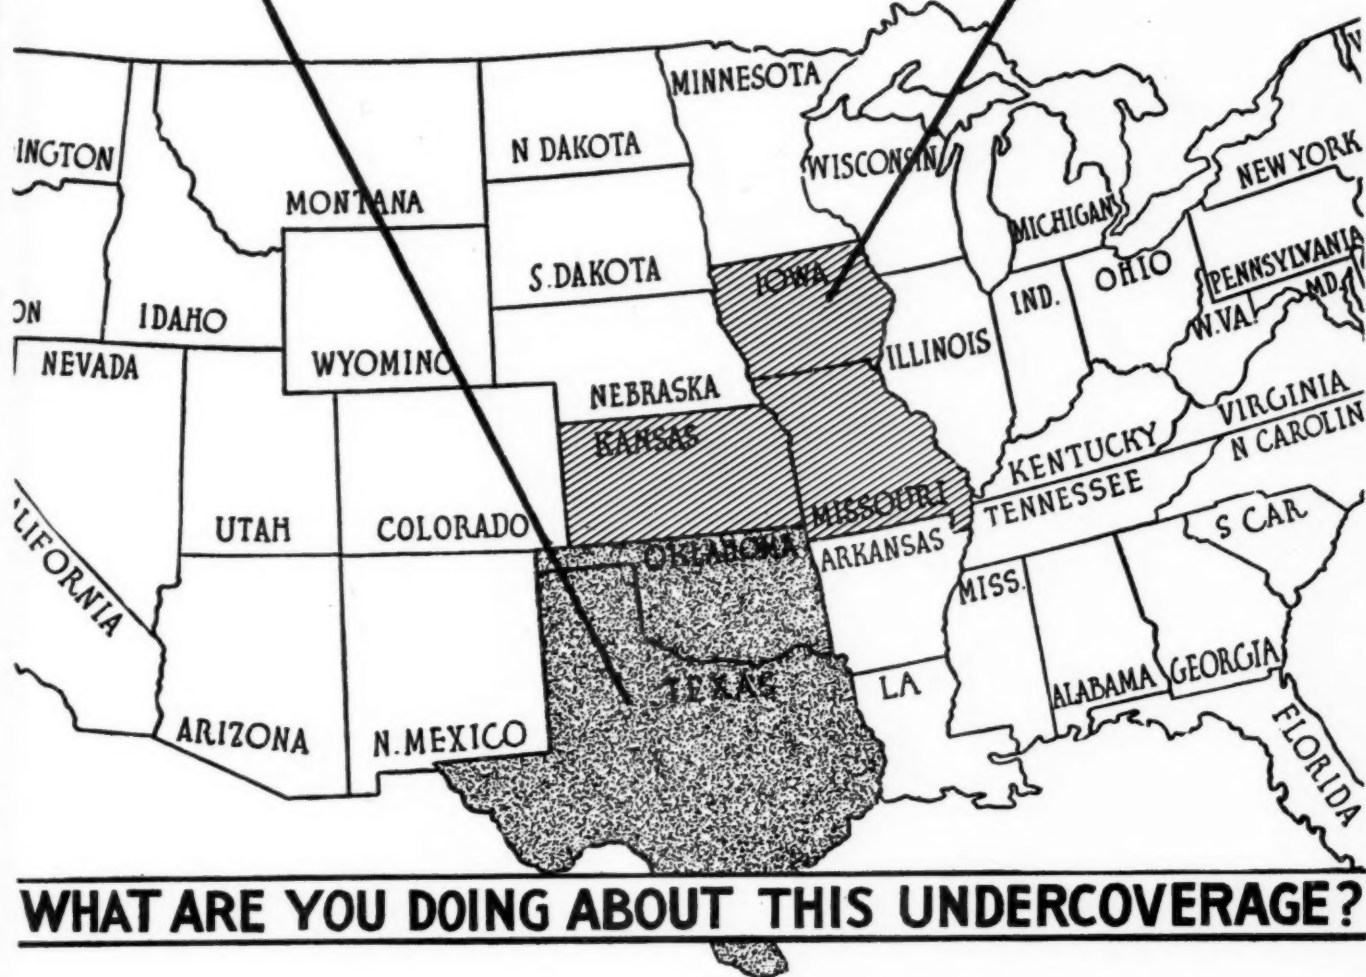 MINNESOTA
V
INGTON
N DAKOTA
WISCONSIN
NEW YORK
MONTANA
MICHIGAN
PENNSYLVANIA
S. DAKOTA
IOWA
OHIO
MD.
IND.
W.VA.
ON
IDAHO
NEVADA
WYOMING
ILLINOIS
NEBRASKA
VIRGINIA
KANSAS
KENTUCKY
N CAROLIN
MISSOURI
TENNESSEE
UTAH
COLORADO
S CAR
OKLAHOMA
ARKANSAS
LIFORNIA
MISS.
TEXAS
LA
ALABAMA
GEORGIA
ARIZONA
N. MEXICO
FLORIDA
WHAT ARE YOU DOING ABOUT THIS UNDERCOVERAGE?